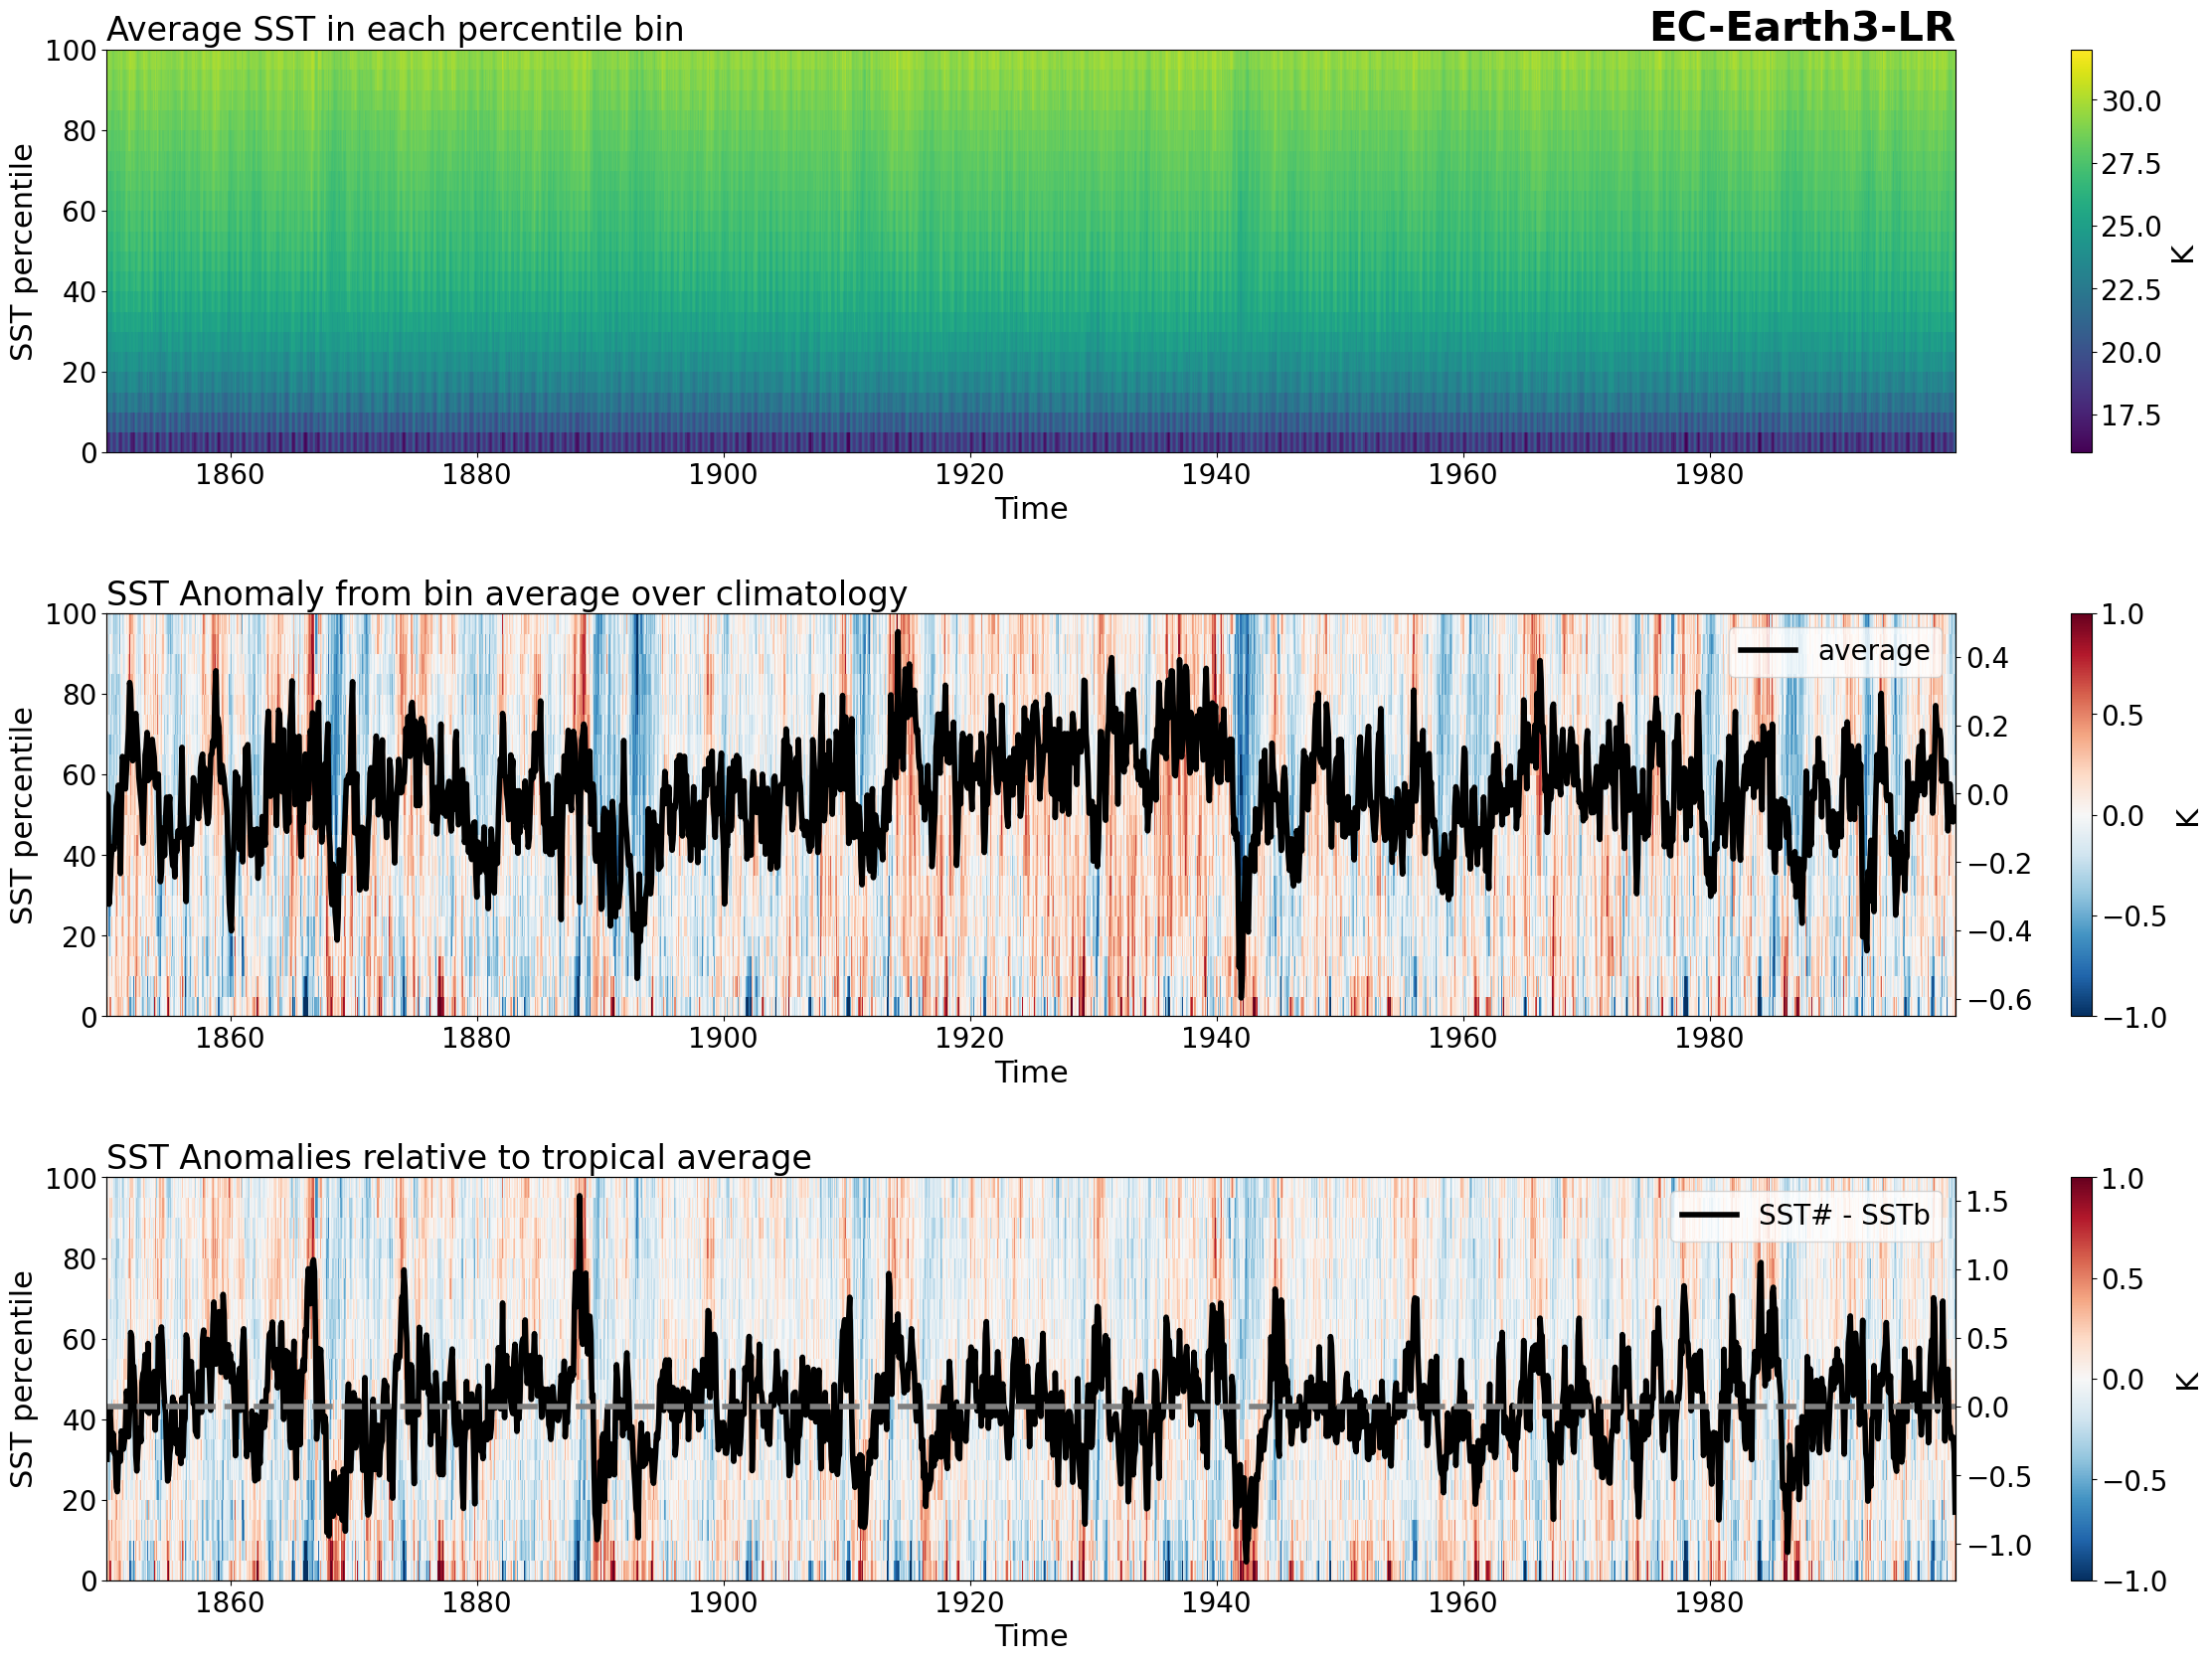 Average SST in each percentile bin
EC-Earth3-LR
100
80
60
40
20
0
SST percentile
1860 1880 1900 1920 1940 1960 1980
Time
30.0
27.5
25.0
22.5
20.0
17.5
K
SST Anomaly from bin average over climatology
100
80
60
40
20
0
SST percentile
average
0.4
0.2
0.0
−0.2
−0.4
−0.6
1860 1880 1900 1920 1940 1960 1980
Time
1.0
0.5
0.0
−0.5
−1.0
K
SST Anomalies relative to tropical average
100
80
60
40
20
0
SST percentile
SST# - SSTb
1.5
1.0
0.5
0.0
−0.5
−1.0
1860 1880 1900 1920 1940 1960 1980
Time
1.0
0.5
0.0
−0.5
−1.0
K